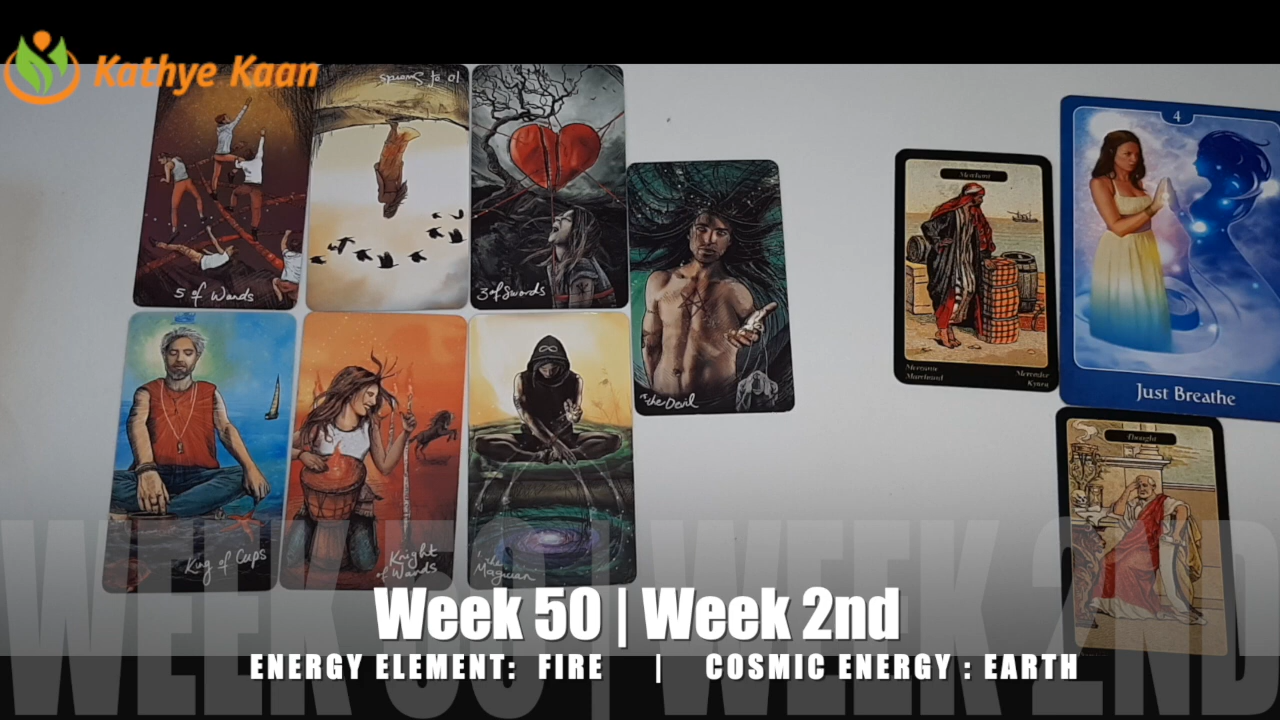 Kathye Kaan
10 of Swords
5 of Wands
3 of Swords
the Devil
King of Cups
Knight
of Wands
the
Magician
Merchant
4
Just Breathe
Thought
Week 50 | Week 2nd
ENERGY ELEMENT: FIRE | COSMIC ENERGY : EARTH